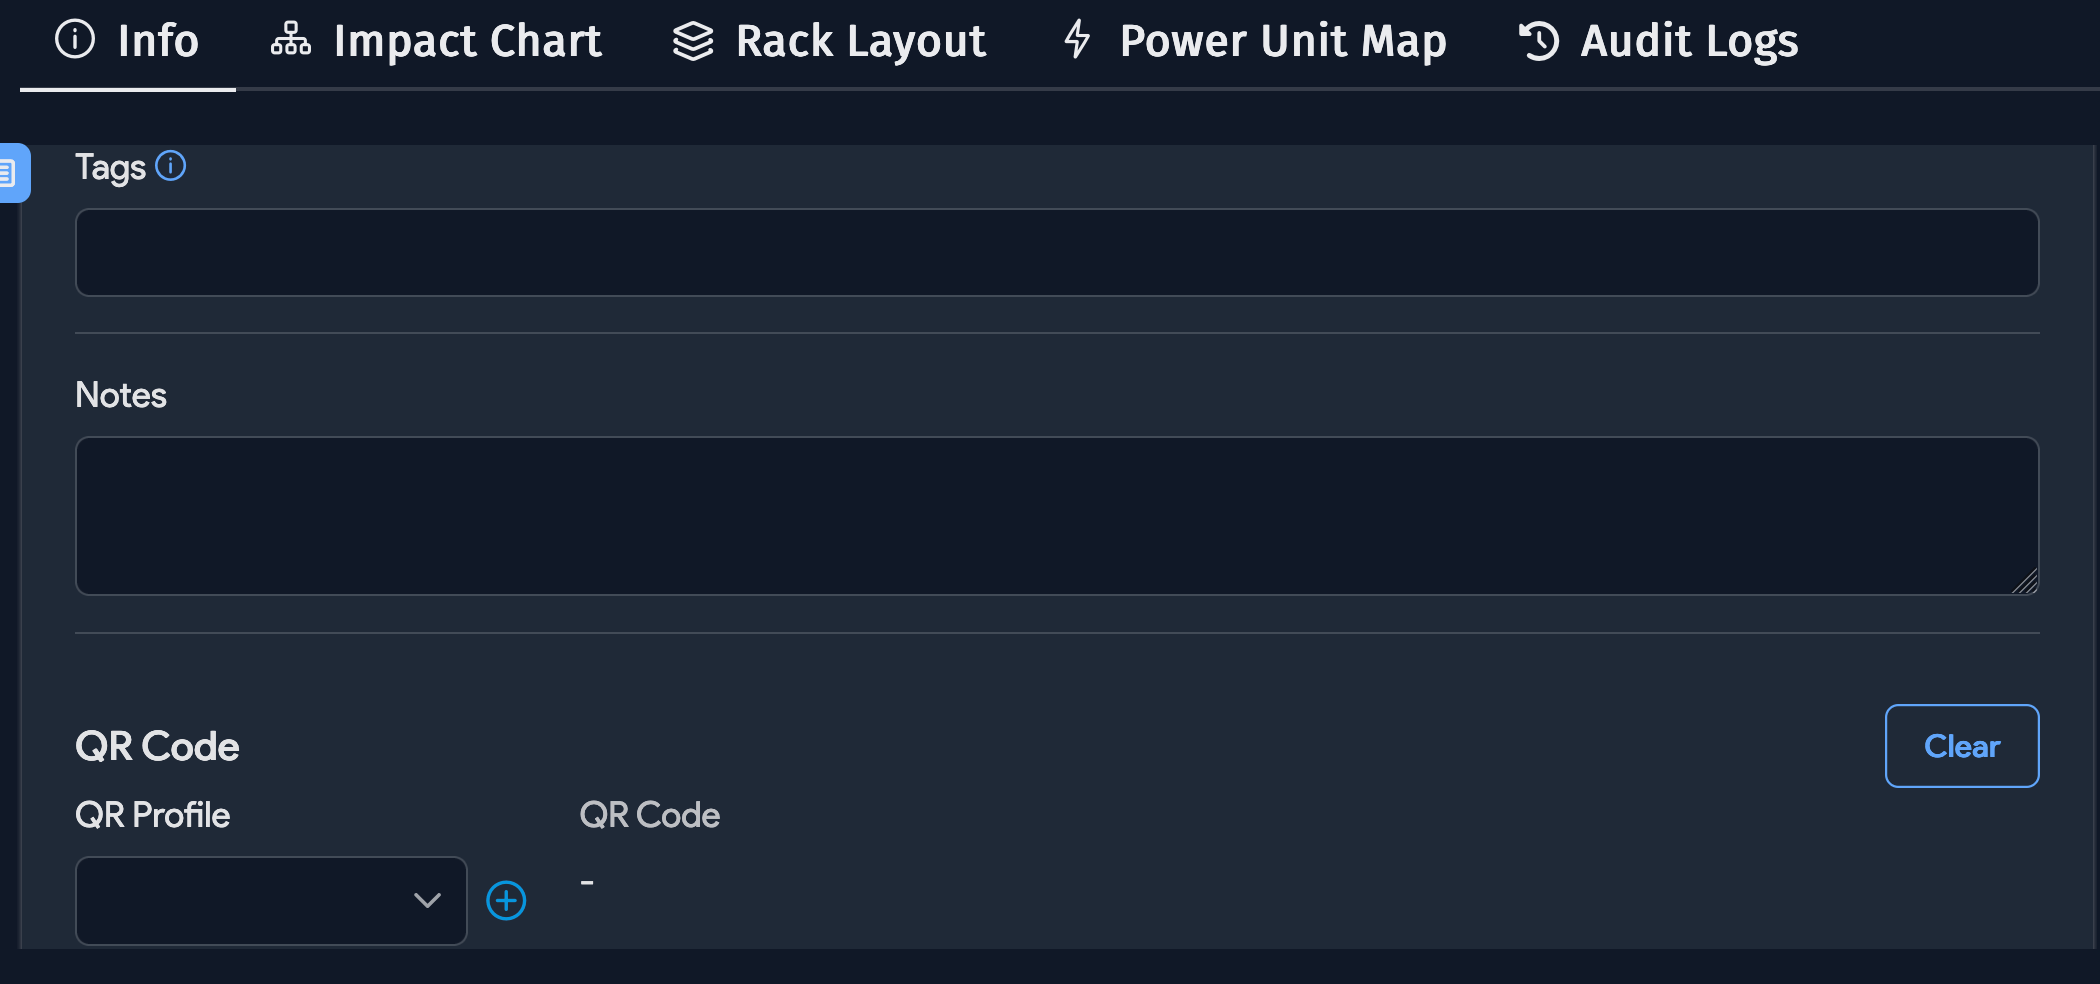 Info Impact Chart Rack Layout Power Unit Map Audit Logs
Tags
Notes
QR Code Clear
QR Profile QR Code
-